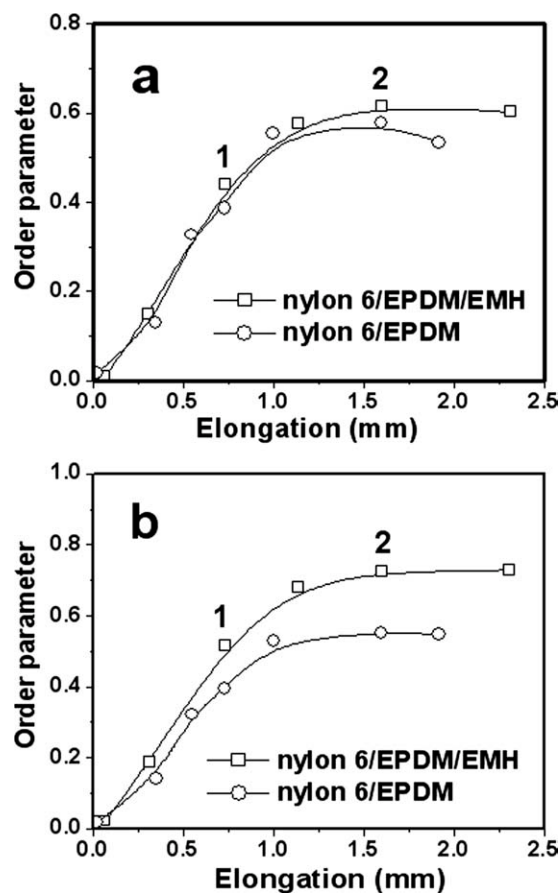 0.8
a
2
0.6
1
0.4
Order parameter
0.2
nylon 6/EPDM/EMH
nylon 6/EPDM
0.0
0.0 0.5 1.0 1.5 2.0 2.5
Elongation (mm)
1.0
b
0.8
2
0.6
1
Order parameter
0.4
0.2
nylon 6/EPDM/EMH
nylon 6/EPDM
0.0
0.0 0.5 1.0 1.5 2.0 2.5
Elongation (mm)